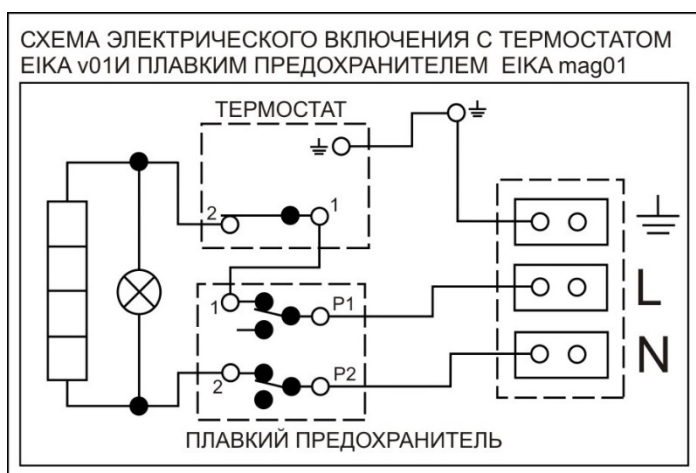 СХЕМА ЭЛЕКТРИЧЕСКОГО ВКЛЮЧЕНИЯ С ТЕРМОСТАТОМ
EIKA v01И ПЛАВКИМ ПРЕДОХРАНИТЕЛЕМ EIKA mag01
ТЕРМОСТАТ
2
1
1
P1
L
2
P2
N
ПЛАВКИЙ ПРЕДОХРАНИТЕЛЬ